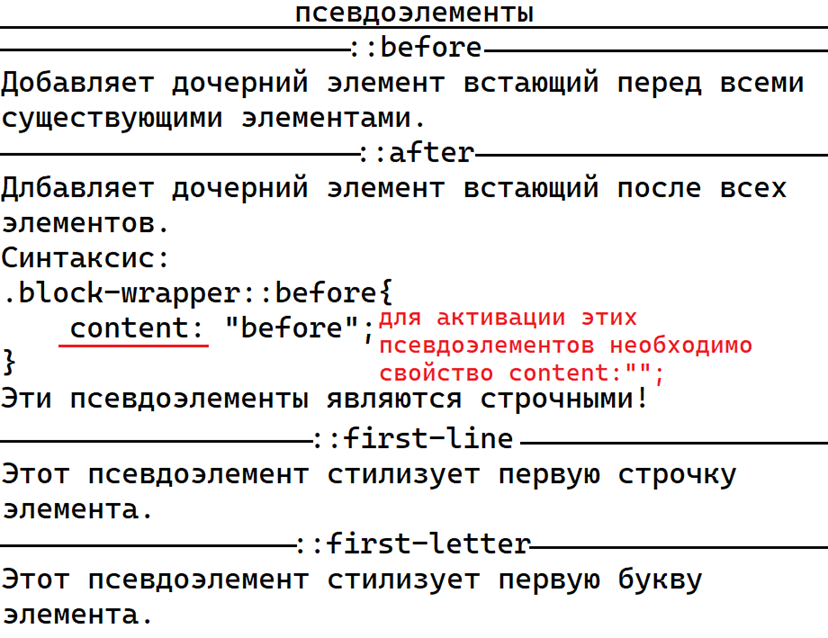 псевдоэлементы
::before
Добавляет дочерний элемент встающий перед всеми
существующими элементами.
::after
Длбавляет дочерний элемент встающий после всех
элементов.
Синтаксис:
.block-wrapper::before{
content: "before";
для активации этих
псевдоэлементов необходимо
свойство content:"";
}
Эти псевдоэлементы являются строчными!
::first-line
Этот псевдоэлемент стилизует первую строчку
элемента.
::first-letter
Этот псевдоэлемент стилизует первую букву
элемента.